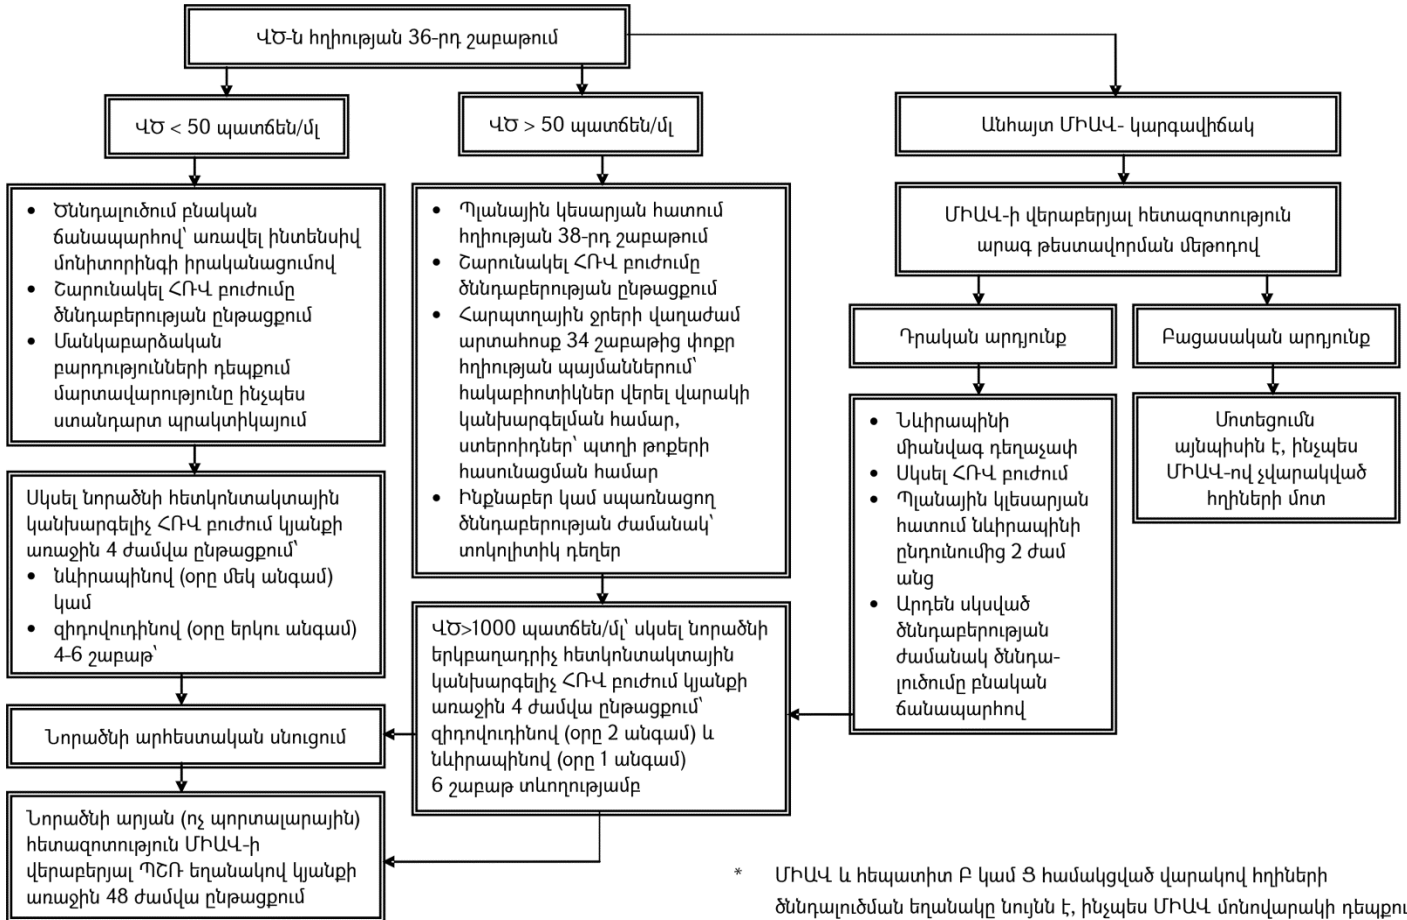 ՎԾ-ն հղիության 36-րդ շաբաթում
ՎԾ < 50 պատճեն/մլ
ՎԾ > 50 պատճեն/մլ
Անհայտ ՄԻԱՎ- կարգավիճակ
• Ծննդալուծում բնական
ճանապարհով՝ առավել ինտենսիվ
մոնիտորինգի իրականացումով
• Շարունակել ՀՌՎ բուժումը
ծննդաբերության ընթացքում
• Մանկաբարձական
բարդությունների դեպքում
մարտավարությունը ինչպես
ստանդարտ պրակտիկայում
• Պլանային կեսարյան հատում
հղիության 38-րդ շաբաթում
• Շարունակել ՀՌՎ բուժումը
ծննդաբերության ընթացքում
• Հարպտղային ջրերի վաղաժամ
արտահոսք 34 շաբաթից փոքր
հղիության պայմաններում՝
հակաբիոտիկներ վերել վարակի
կանխարգելման համար,
ստերոիդներ՝ պտղի թոքերի
հասունացման համար
• Ինքնաբեր կամ սպառնացող
ծննդաբերության ժամանակ՝
տոկոլիտիկ դեղեր
ՄԻԱՎ-ի վերաբերյալ հետազոտություն
արագ թեստավորման մեթոդով
Դրական արդյունք
Բացասական արդյունք
• Նևիրապինի
միանվագ դեղաչափ
• Սկսել ՀՌՎ բուժում
• Պլանային կլեսարյան
հատում նևիրապինի
ընդունումից 2 ժամ
անց
• Արդեն սկսված
ծննդաբերության
ժամանակ ծննդա-
լուծումը բնական
ճանապարհով
Մոտեցումն
այնպիսին է, ինչպես
ՄԻԱՎ-ով չվարակված
հղիների մոտ
Սկսել նորածնի հետկոնտակտային
կանխարգելիչ ՀՌՎ բուժում կյանքի
առաջին 4 ժամվա ընթացքում՝
• նևիրապինով (օրը մեկ անգամ)
կամ
• զիդովուդինով (օրը երկու անգամ)
4-6 շաբաթ՝
ՎԾ>1000 պատճեն/մլ՝ սկսել նորածնի
երկբաղադրիչ հետկոնտակտային
կանխարգելիչ ՀՌՎ բուժում կյանքի
առաջին 4 ժամվա ընթացքում՝
զիդովուդինով (օրը 2 անգամ) և
նևիրապինով (օրը 1 անգամ)
6 շաբաթ տևողությամբ
Նորածնի արհեստական սնուցում
Նորածնի արյան (ոչ պորտալարային)
հետազոտություն ՄԻԱՎ-ի
վերաբերյալ ՊՇՌ եղանակով կյանքի
առաջին 48 ժամվա ընթացքում
* ՄԻԱՎ և հեպատիտ Բ կամ Ց համակցված վարակով հղիների
ծննդալուծման եղանակը նույնն է, ինչպես ՄԻԱՎ մոնովարակի դեպքու